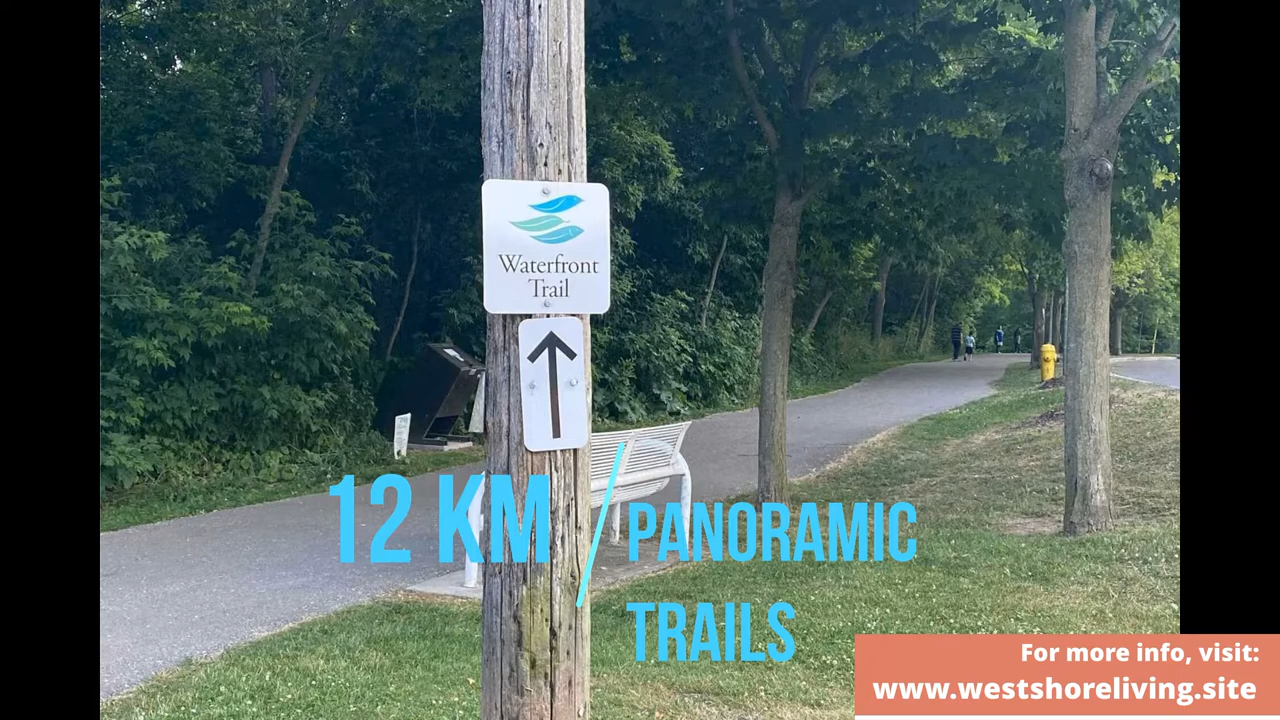 Waterfront
Trail
12 KM
PANORAMIC
TRAILS
For more info, visit:
www.westshoreliving.site